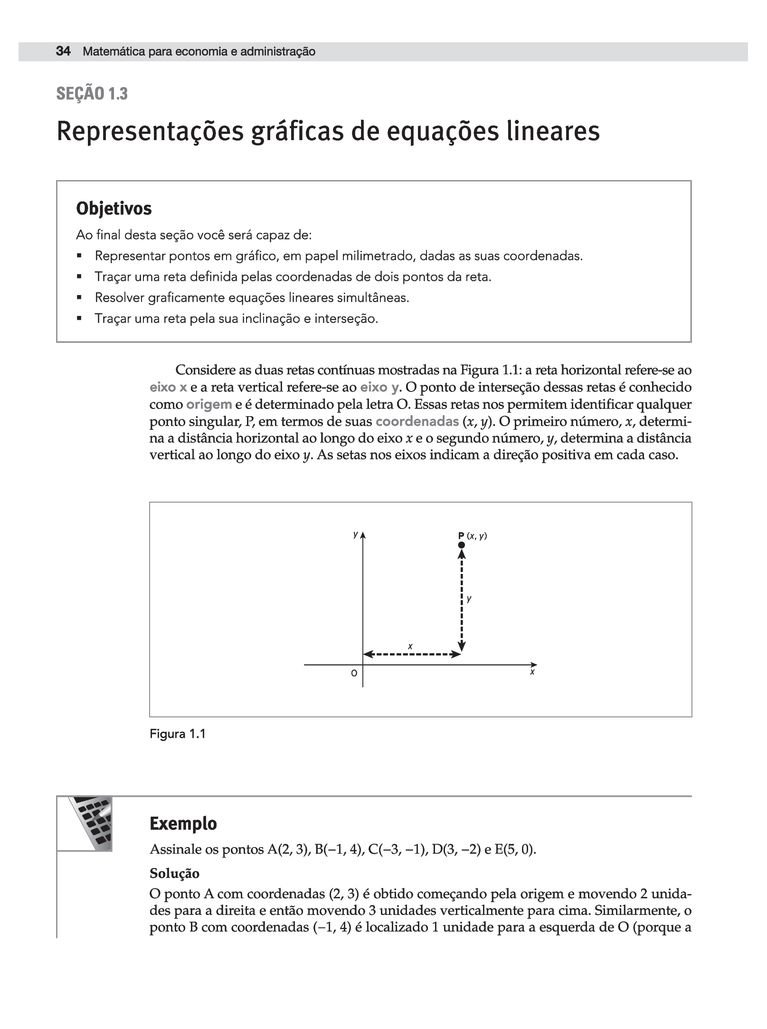 34 Matemática para economia e administração
SEÇÃO 1.3
Representações gráficas de equações lineares
Objetivos
Ao final desta seção você será capaz de:
▪ Representar pontos em gráfico, em papel milimetrado, dadas as suas coordenadas.
▪ Traçar uma reta definida pelas coordenadas de dois pontos da reta.
▪ Resolver graficamente equações lineares simultâneas.
▪ Traçar uma reta pela sua inclinação e interseção.
Considere as duas retas contínuas mostradas na Figura 1.1: a reta horizontal refere-se ao
eixo x e a reta vertical refere-se ao eixo y. O ponto de interseção dessas retas é conhecido
como origem e é determinado pela letra O. Essas retas nos permitem identificar qualquer
ponto singular, P, em termos de suas coordenadas (x, y). O primeiro número, x, determi-
na a distância horizontal ao longo do eixo x e o segundo número, y, determina a distância
vertical ao longo do eixo y. As setas nos eixos indicam a direção positiva em cada caso.
y
P (x, y)
y
x
O
x
Figura 1.1
Exemplo
Assinale os pontos A(2, 3), B(−1, 4), C(−3, −1), D(3, −2) e E(5, 0).
Solução
O ponto A com coordenadas (2, 3) é obtido começando pela origem e movendo 2 unida-
des para a direita e então movendo 3 unidades verticalmente para cima. Similarmente, o
ponto B com coordenadas (−1, 4) é localizado 1 unidade para a esquerda de O (porque a